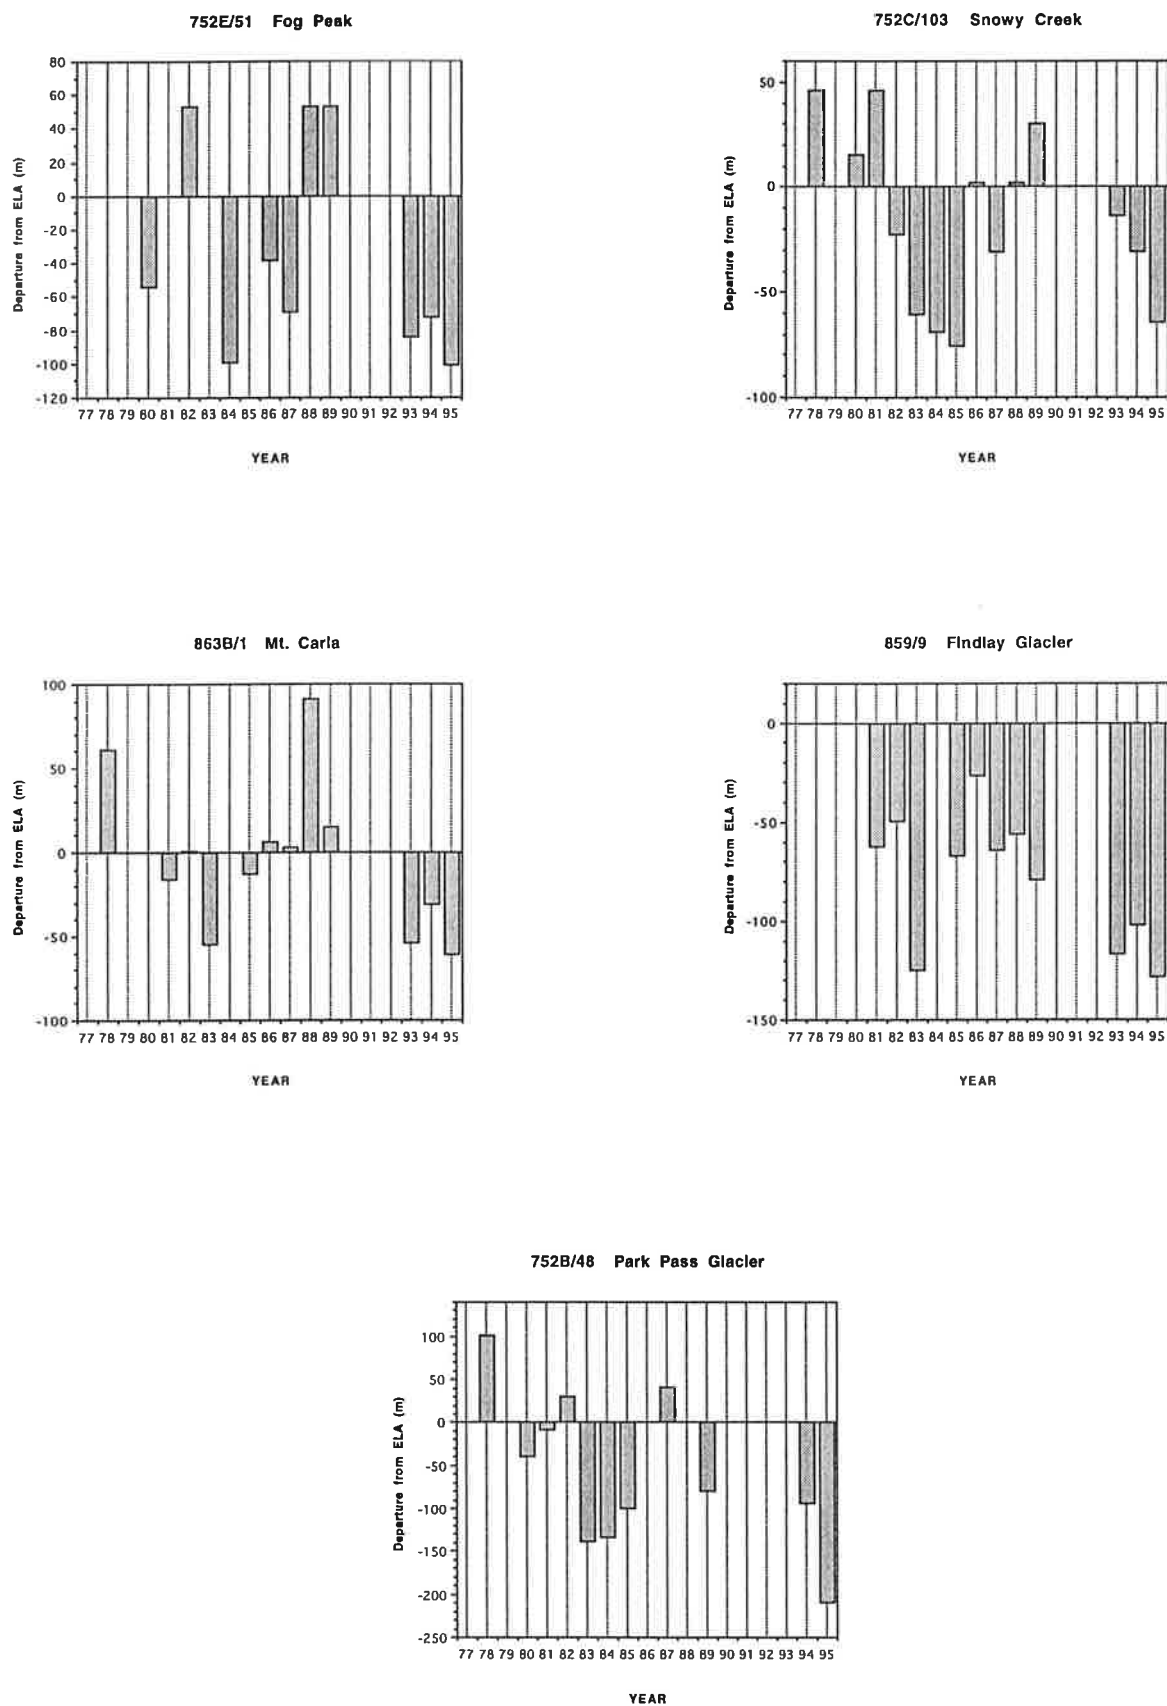 752E/51 Fog Peak
80
60
40
20
0
-20
-40
-60
-80
-100
-120
Departure from ELA (m)
77 78 79 80 81 82 83 84 85 86 87 88 89 90 91 92 93 94 95
YEAR
752C/103 Snowy Creek
50
0
-50
-100
Departure from ELA (m)
77 78 79 80 81 82 83 84 85 86 87 88 89 90 91 92 93 94 95
YEAR
863B/1 Mt. Caria
100
50
0
-50
-100
Departure from ELA (m)
77 78 79 80 81 82 83 84 85 86 87 88 89 90 91 92 93 94 95
YEAR
859/9 Findlay Glacier
0
-50
-100
-150
Departure from ELA (m)
77 78 79 80 81 82 83 84 85 86 87 88 89 90 91 92 93 94 95
YEAR
752B/48 Park Pass Glacier
100
50
0
-50
-100
-150
-200
-250
Departure from ELA (m)
77 78 79 80 81 82 83 84 85 86 87 88 89 90 91 92 93 94 95
YEAR